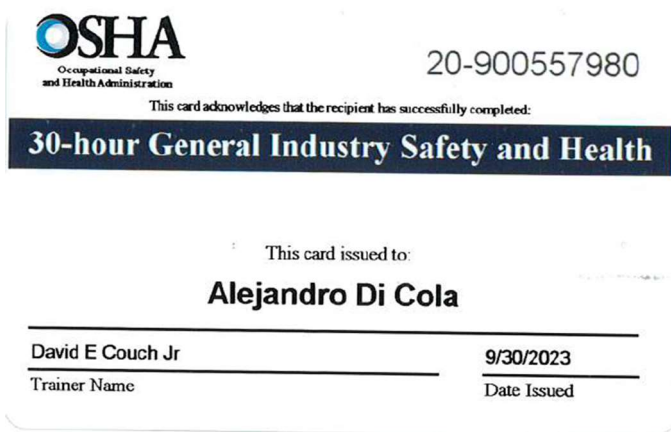 OSHA
Occupational Safety
and Health Administration
20-900557980
This card acknowledges that the recipient has successfully completed:
30-hour General Industry Safety and Health
This card issued to:
Alejandro Di Cola
David E Couch Jr
9/30/2023
Trainer Name
Date Issued